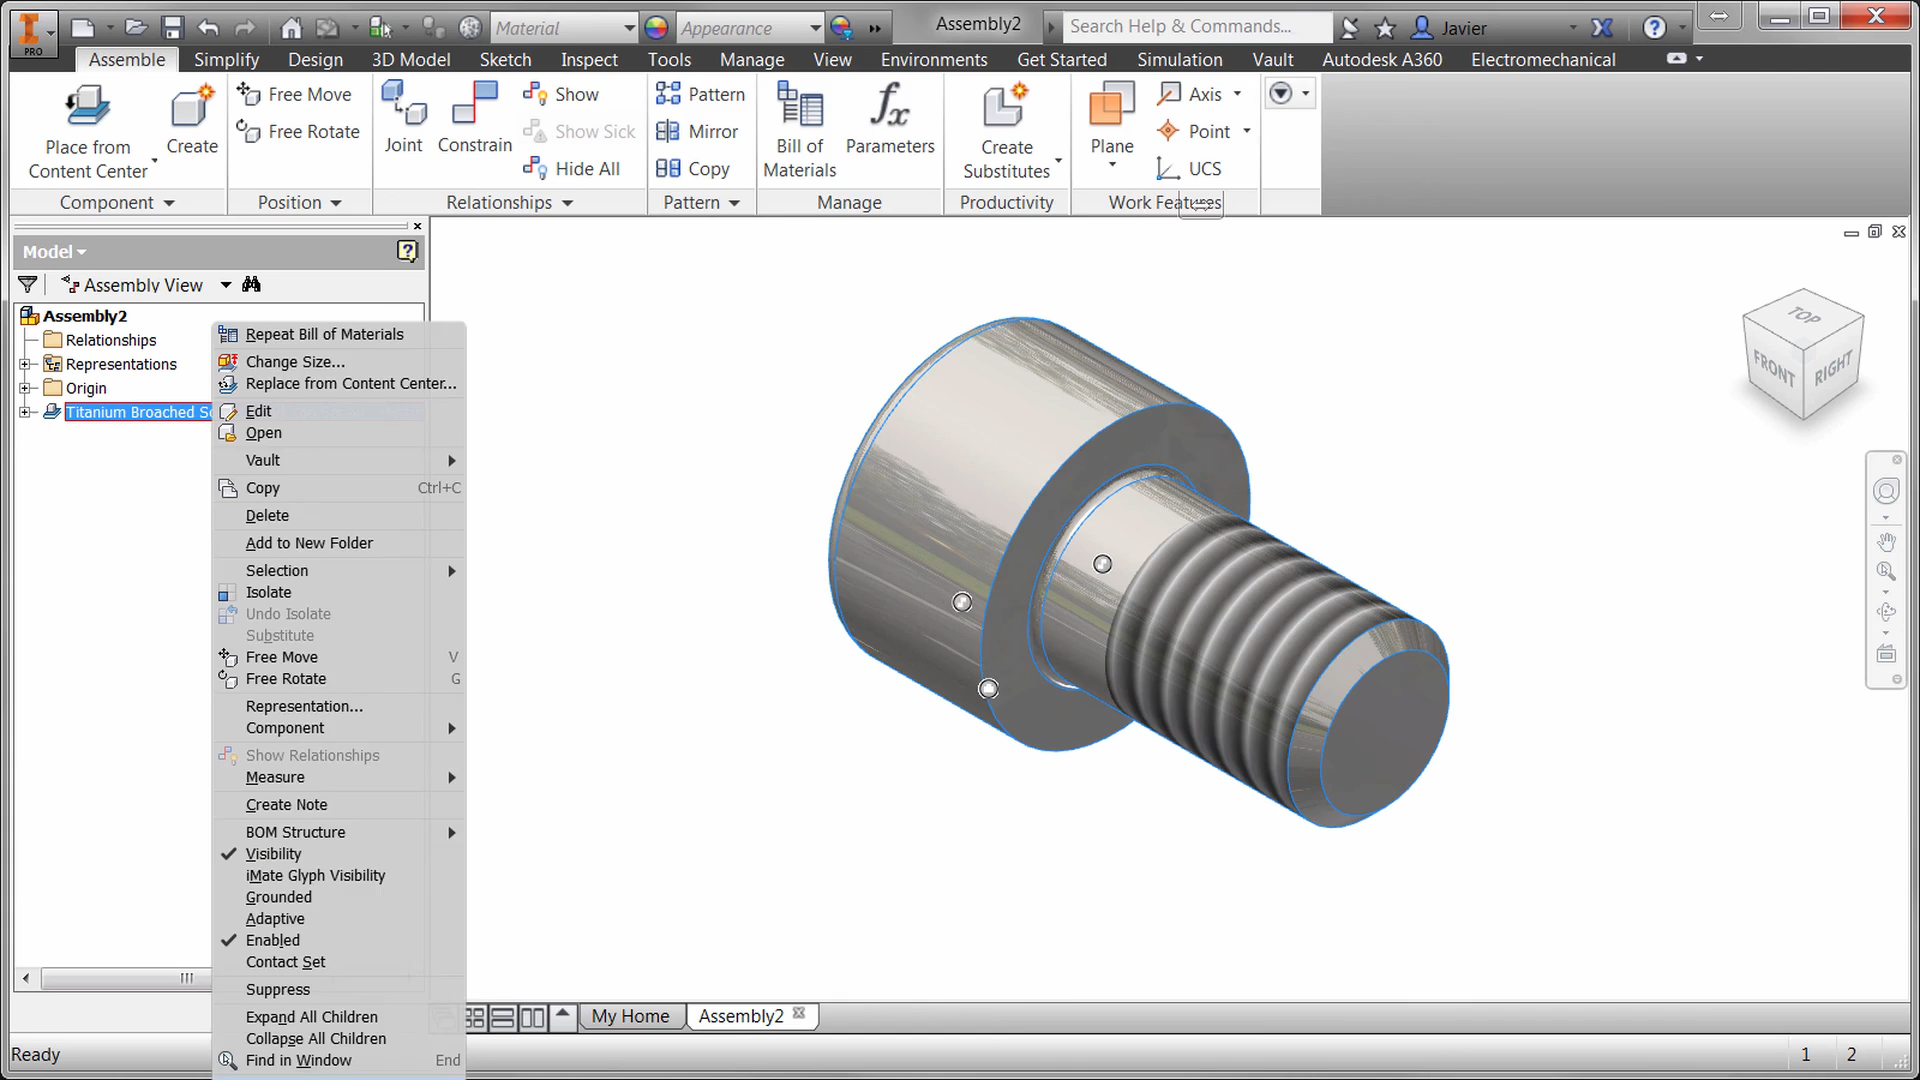 PRO
Material
Appearance
Assembly2
Search Help & Commands...
Javier
Assemble
Simplify
Design
3D Model
Sketch
Inspect
Tools
Manage
View
Environments
Get Started
Simulation
Vault
Autodesk A360
Electromechanical
Place from
Content Center
Create
Free Move
Free Rotate
Joint
Constrain
Show
Show Sick
Hide All
Pattern
Mirror
Copy
Bill of
Materials
Parameters
Create
Substitutes
Plane
Axis
Point
UCS
Component
Position
Relationships
Pattern
Manage
Productivity
Work Features
Model
Assembly View
Assembly2
Relationships
Representations
Origin
Titanium Broached
Repeat Bill of Materials
Change Size...
Replace from Content Center...
Edit
Open
Vault
Copy Ctrl+C
Delete
Add to New Folder
Selection
Isolate
Undo Isolate
Substitute
Free Move V
Free Rotate G
Representation...
Component
Show Relationships
Measure
Create Note
BOM Structure
Visibility
iMate Glyph Visibility
Grounded
Adaptive
Enabled
Contact Set
Suppress
Expand All Children
Collapse All Children
Find in Window End
TOP
FRONT
RIGHT
My Home
Assembly2
Ready
1 2